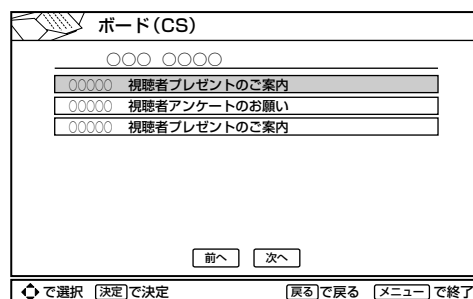 ボード(CS)
○○○ ○○○○
○○○○○ 視聴者プレゼントのご案内
○○○○○ 視聴者アンケートのお願い
○○○○○ 視聴者プレゼントのご案内
前へ 次へ
で選択 決定で決定 戻るで戻る メニューで終了